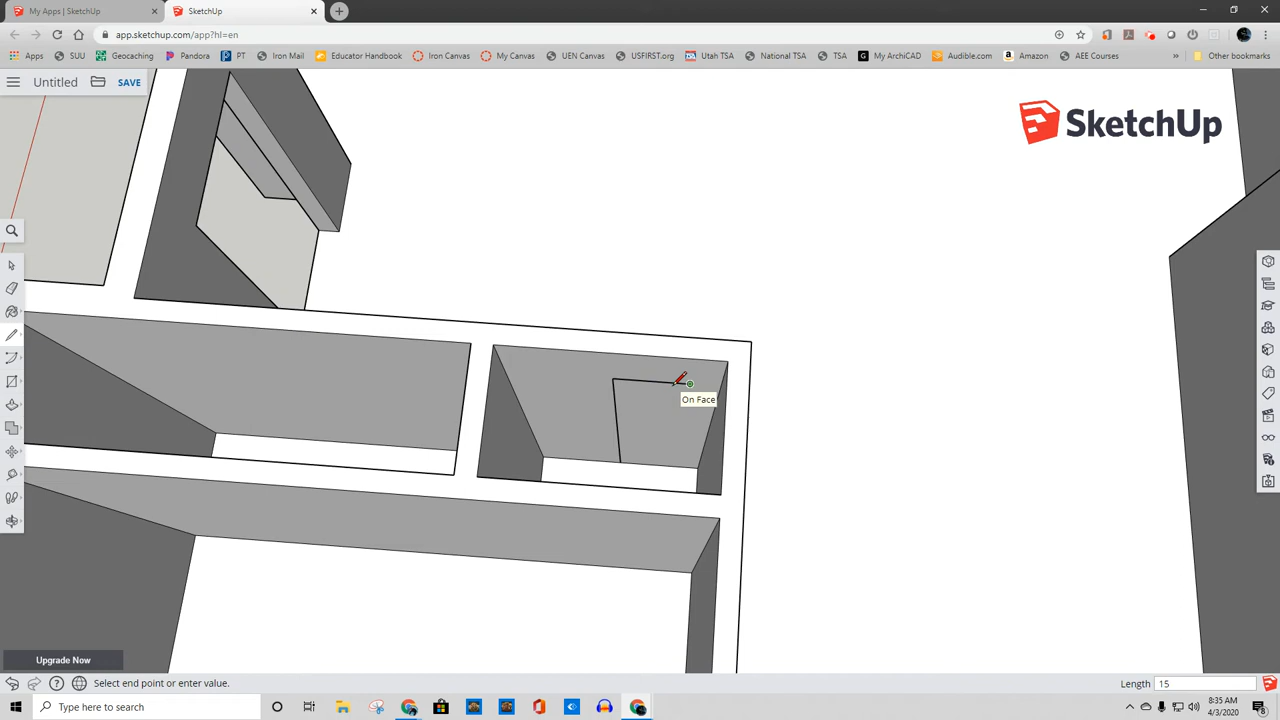 My Apps | SketchUp
SketchUp
app.sketchup.com/app?hl=en
Apps
SUU
Geocaching
Pandora
PT
Iron Mail
Educator Handbook
Iron Canvas
My Canvas
UEN Canvas
USFIRST.org
Utah TSA
National TSA
TSA
My ArchiCAD
Audible.com
Amazon
AEE Courses
Other bookmarks
Untitled
SAVE
SketchUp
On Face
Upgrade Now
Select end point or enter value.
Length
15
Type here to search
8:35 AM
4/3/2020
8